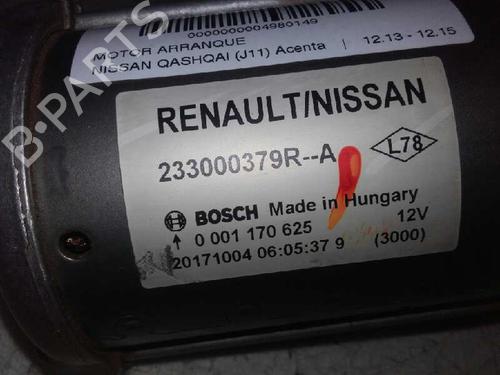 0000000004980149
MOTOR ARRANQUE
NISSAN QASHQAI (J11) Acenta | 12.13 - 12.15
RENAULT/NISSAN
233000379R--A
L78
BOSCH Made in Hungary
0 001 170 625 12V
20171004 06:05:37 9 (3000)